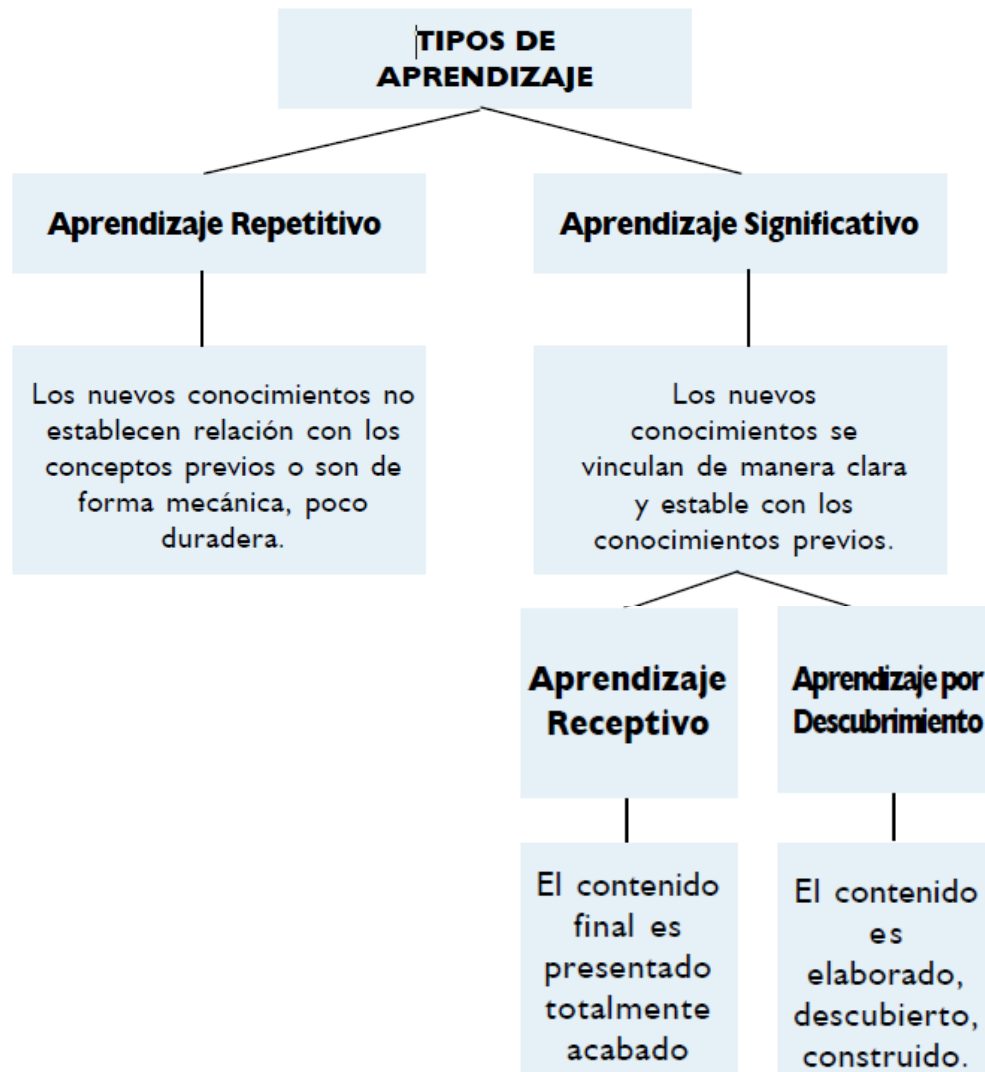 TIPOS DE
APRENDIZAJE
Aprendizaje Repetitivo
Aprendizaje Significativo
Los nuevos conocimientos no
establecen relación con los
conceptos previos o son de
forma mecánica, poco
duradera.
Los nuevos
conocimientos se
vinculan de manera clara
y estable con los
conocimientos previos.
Aprendizaje
Receptivo
Aprendizaje por
Descubrimiento
El contenido
final es
presentado
totalmente
acabado
El contenido
es
elaborado,
descubierto,
construido.